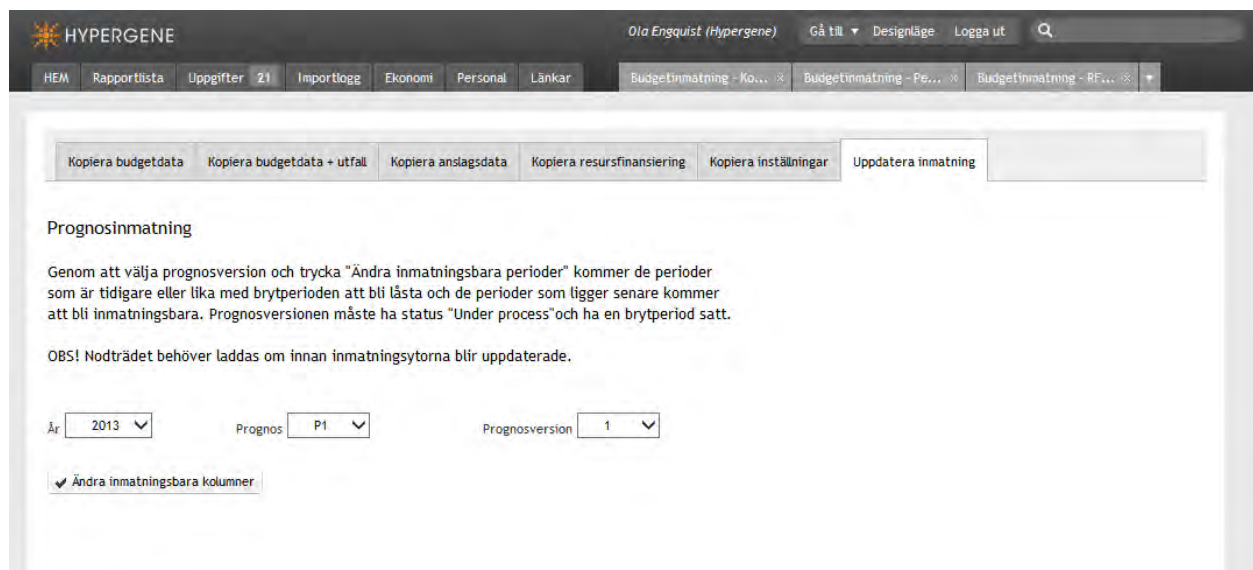 HYPERGENE
Ola Engquist (Hypergene) Gå till Designläge Logga ut
HEM Rapportlista Uppgifter 21 Importlogg Ekonomi Personal Länkar Budgetinmatning - Ko... Budgetinmatning - Pe... Budgetinmatning - RF...
Kopiera budgetdata Kopiera budgetdata + utfall Kopiera anslagsdata Kopiera resursfinansiering Kopiera inställningar Uppdatera inmatning
Prognosinmatning
Genom att välja prognosversion och trycka "Ändra inmatningsbara perioder" kommer de perioder
som är tidigare eller lika med brytperioden att bli låsta och de perioder som ligger senare kommer
att bli inmatningsbara. Prognosversionen måste ha status "Under process"och ha en brytperiod satt.
OBS! Nodträdet behöver laddas om innan inmatningsytorna blir uppdaterade.
År 2013 Prognos P1 Prognosversion 1
Ändra inmatningsbara kolumner